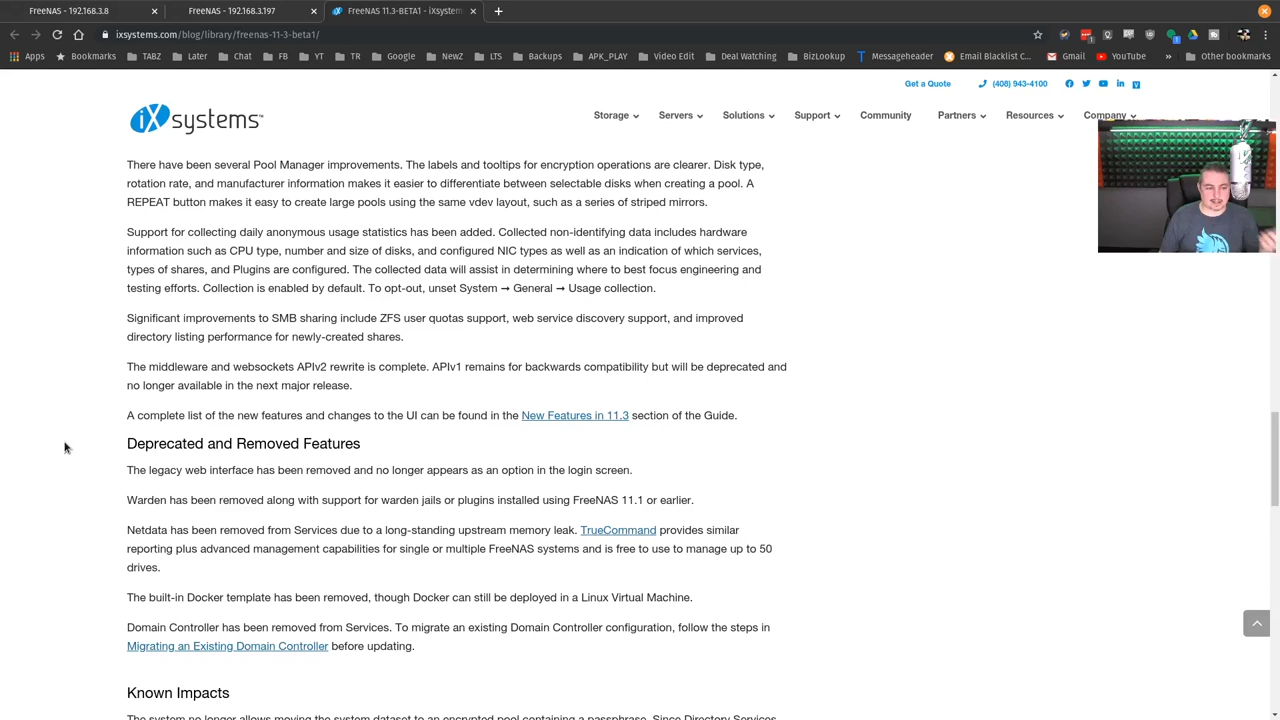 FreeNAS - 192.168.3.8
FreeNAS - 192.168.3.197
FreeNAS 11.3-BETA1 - iXsystem
ixsystems.com/blog/library/freenas-11-3-beta1/
Apps Bookmarks TABZ Later Chat FB YT TR Google NewZ LTS Backups APK_PLAY Video Edit Deal Watching BizLookup Messageheader Email Blacklist C... Gmail YouTube » Other bookmarks
Get a Quote (408) 943-4100
iXsystems
Storage Servers Solutions Support Community Partners Resources Company
There have been several Pool Manager improvements. The labels and tooltips for encryption operations are clearer. Disk type,
rotation rate, and manufacturer information makes it easier to differentiate between selectable disks when creating a pool. A
REPEAT button makes it easy to create large pools using the same vdev layout, such as a series of striped mirrors.
Support for collecting daily anonymous usage statistics has been added. Collected non-identifying data includes hardware
information such as CPU type, number and size of disks, and configured NIC types as well as an indication of which services,
types of shares, and Plugins are configured. The collected data will assist in determining where to best focus engineering and
testing efforts. Collection is enabled by default. To opt-out, unset System ➞ General ➞ Usage collection.
Significant improvements to SMB sharing include ZFS user quotas support, web service discovery support, and improved
directory listing performance for newly-created shares.
The middleware and websockets APIv2 rewrite is complete. APIv1 remains for backwards compatibility but will be deprecated and
no longer available in the next major release.
A complete list of the new features and changes to the UI can be found in the New Features in 11.3 section of the Guide.
Deprecated and Removed Features
The legacy web interface has been removed and no longer appears as an option in the login screen.
Warden has been removed along with support for warden jails or plugins installed using FreeNAS 11.1 or earlier.
Netdata has been removed from Services due to a long-standing upstream memory leak. TrueCommand provides similar
reporting plus advanced management capabilities for single or multiple FreeNAS systems and is free to use to manage up to 50
drives.
The built-in Docker template has been removed, though Docker can still be deployed in a Linux Virtual Machine.
Domain Controller has been removed from Services. To migrate an existing Domain Controller configuration, follow the steps in
Migrating an Existing Domain Controller before updating.
Known Impacts
The system no longer allows moving the system dataset to an encrypted pool containing a passphrase. Since Directory Services